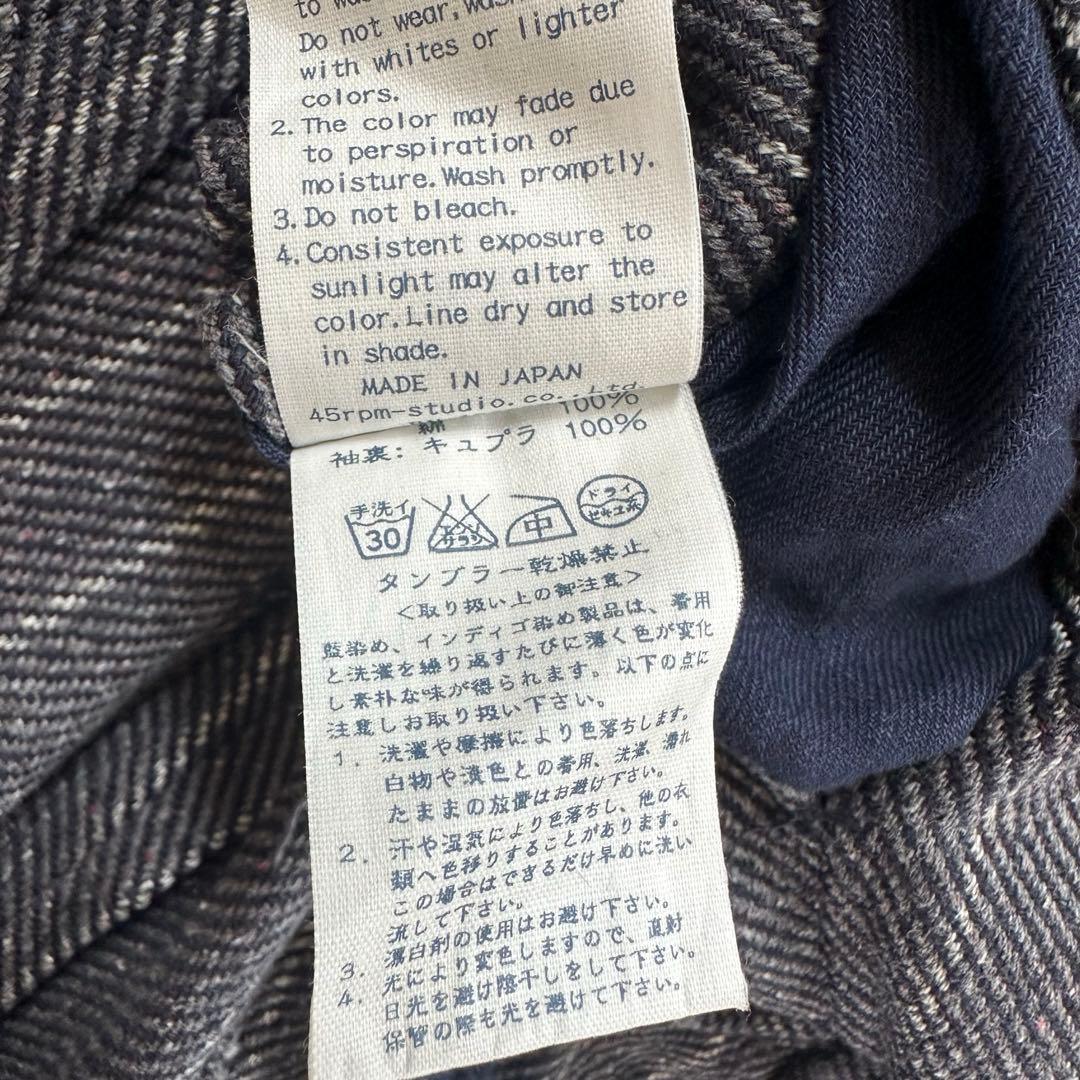 to
Do not wear, wash
with whites or lighter
colors.
2. The color may fade due
to perspiration or
moisture. Wash promptly.
3. Do not bleach.
4. Consistent exposure to
sunlight may alter the
color. Line dry and store
in shade.
MADE IN JAPAN
45rpm-studio.co.,Ltd.
綿 100%
袖裏: キュプラ 100%
手洗イ
30
エンソ
サラシ
中
ドライ
セキユ系
タンブラー乾燥禁止
<取り扱い上の御注意>
藍染め、インディゴ染め製品は、着用
と洗濯を繰り返すたびに薄く色が変化
し素朴な味が得られます。以下の点に
注意しお取り扱い下さい。
1. 洗濯や摩擦により色落ちします。
白物や淡色との着用、洗濯、濡れ
たままの放置はお避け下さい。
2. 汗や湿気により色落ちし、他の衣
類へ色移りすることがあります。
この場合はできるだけ早めに洗い
流して下さい。
3. 漂白剤の使用はお避け下さい。
4. 光により変色しますので、直射
日光を避け陰干しをして下さい。
保管の際も光を避けて下さい。